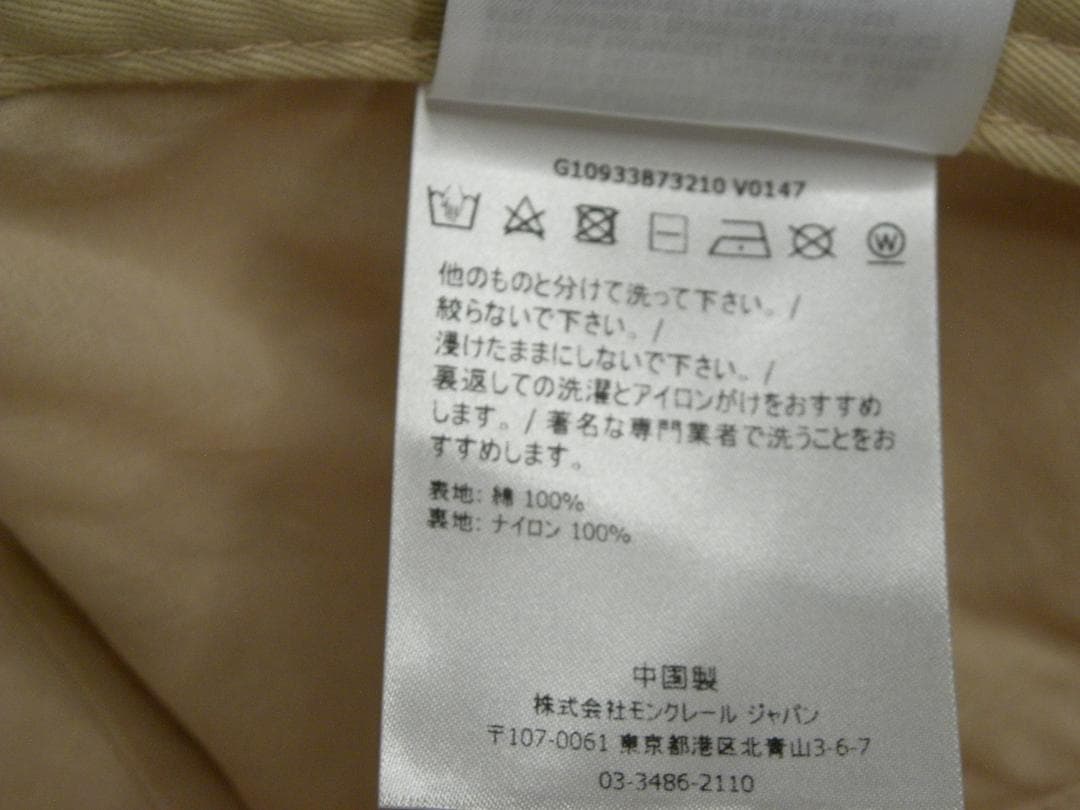 G10933B73210 V0147
W
他のものと分けて洗って下さい。/
絞らないで下さい。/
浸けたままにしないで下さい。/
裏返しての洗濯とアイロンがけをおすすめ
します。/ 著名な専門業者で洗うことをお
すすめします。
表地: 綿 100%
裏地: ナイロン 100%
中国製
株式会社モンクレール ジャパン
〒107-0061 東京都港区北青山3-6-7
03-3486-2110